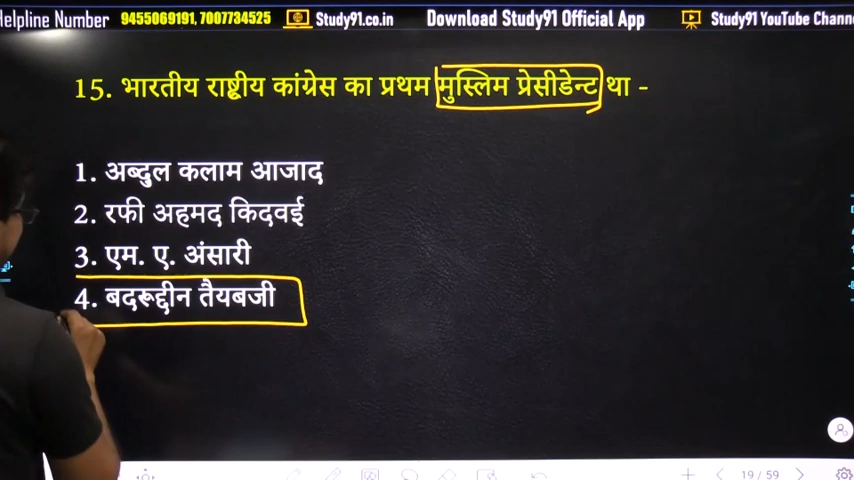 Helpline Number 9455069191, 7007734525 Study91.co.in Download Study91 Official App Study91 YouTube Channe
15. भारतीय राष्ट्रीय कांग्रेस का प्रथम मुस्लिम प्रेसीडेन्ट था -
1. अब्दुल कलाम आजाद
2. रफी अहमद किदवई
3. एम. ए. अंसारी
4. बदरूद्दीन तैयबजी
19 / 59